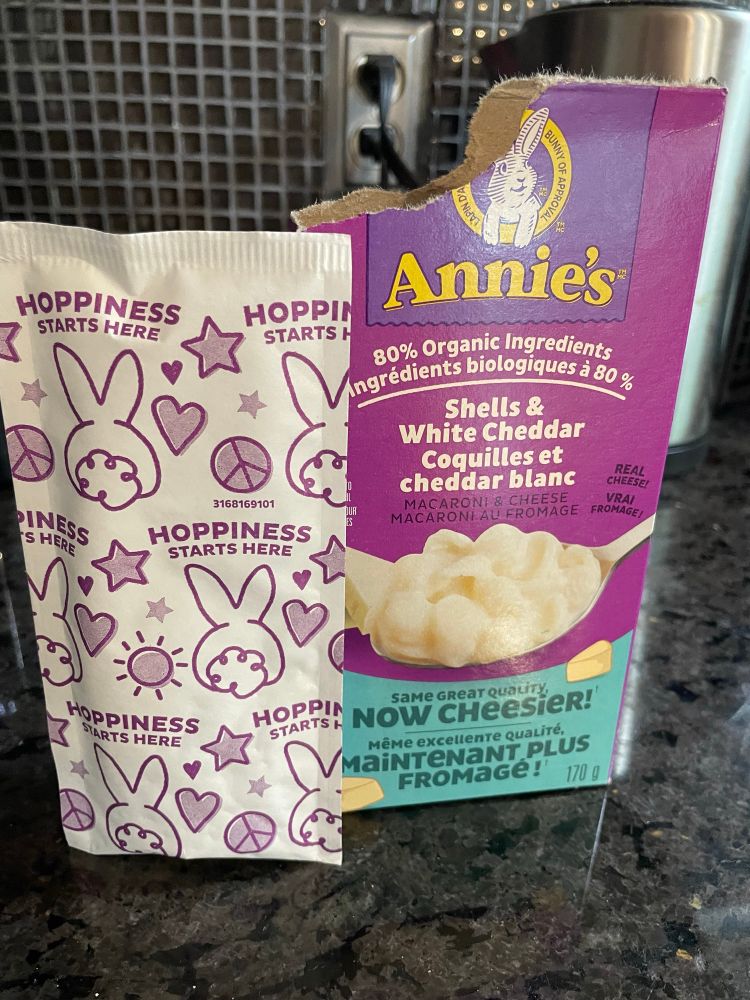 HOPPINESS
STARTS HERE
HOPPIN
STARTS H
3168169101
PINESS
S HERE
HOPPINESS
STARTS HERE
HOPPINESS
STARTS HERE
HOPPIN
STARTS H
LAPIN D'A
BUNNY OF APPROVAL
Annie's
80% Organic Ingredients
Ingrédients biologiques à 80 %
Shells &
White Cheddar
Coquilles et
cheddar blanc
MACARONI & CHEESE
MACARONI AU FROMAGE
REAL
CHEESE!
VRAI
FROMAGE!
SAME GREAT QUALITY,
NOW CHEESIER!
MÊME EXCELLENTE QUALITÉ,
MAINTENANT PLUS
FROMAGÉ!
170 g